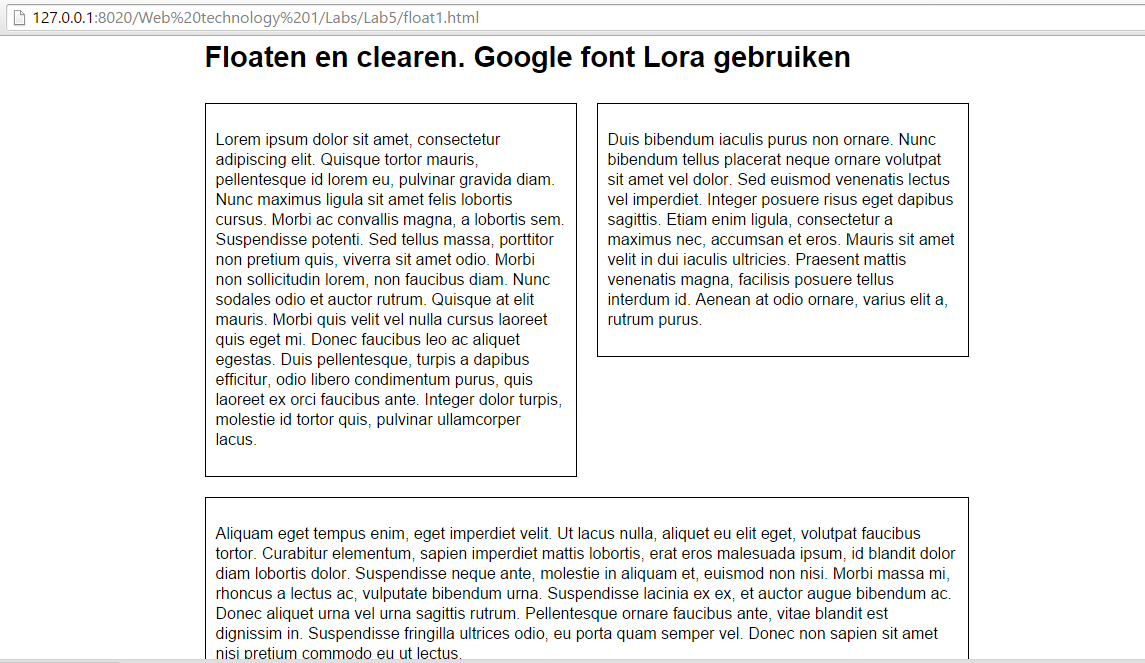 127.0.0.1:8020/Web%20technology%201/Labs/Lab5/float1.html
Floaten en clearen. Google font Lora gebruiken
Lorem ipsum dolor sit amet, consectetur
adipiscing elit. Quisque tortor mauris,
pellentesque id lorem eu, pulvinar gravida diam.
Nunc maximus ligula sit amet felis lobortis
cursus. Morbi ac convallis magna, a lobortis sem.
Suspendisse potenti. Sed tellus massa, porttitor
non pretium quis, viverra sit amet odio. Morbi
non sollicitudin lorem, non faucibus diam. Nunc
sodales odio et auctor rutrum. Quisque at elit
mauris. Morbi quis velit vel nulla cursus laoreet
quis eget mi. Donec faucibus leo ac aliquet
egestas. Duis pellentesque, turpis a dapibus
efficitur, odio libero condimentum purus, quis
laoreet ex orci faucibus ante. Integer dolor turpis,
molestie id tortor quis, pulvinar ullamcorper
lacus.
Duis bibendum iaculis purus non ornare. Nunc
bibendum tellus placerat neque ornare volutpat
sit amet vel dolor. Sed euismod venenatis lectus
vel imperdiet. Integer posuere risus eget dapibus
sagittis. Etiam enim ligula, consectetur a
maximus nec, accumsan et eros. Mauris sit amet
velit in dui iaculis ultricies. Praesent mattis
venenatis magna, facilisis posuere tellus
interdum id. Aenean at odio ornare, varius elit a,
rutrum purus.
Aliquam eget tempus enim, eget imperdiet velit. Ut lacus nulla, aliquet eu elit eget, volutpat faucibus
tortor. Curabitur elementum, sapien imperdiet mattis lobortis, erat eros malesuada ipsum, id blandit dolor
diam lobortis dolor. Suspendisse neque ante, molestie in aliquam et, euismod non nisi. Morbi massa mi,
rhoncus a lectus ac, vulputate bibendum urna. Suspendisse lacinia ex ex, et auctor augue bibendum ac.
Donec aliquet urna vel urna sagittis rutrum. Pellentesque ornare faucibus ante, vitae blandit est
dignissim in. Suspendisse fringilla ultrices odio, eu porta quam semper vel. Donec non sapien sit amet
nisi pretium commodo eu ut lectus.